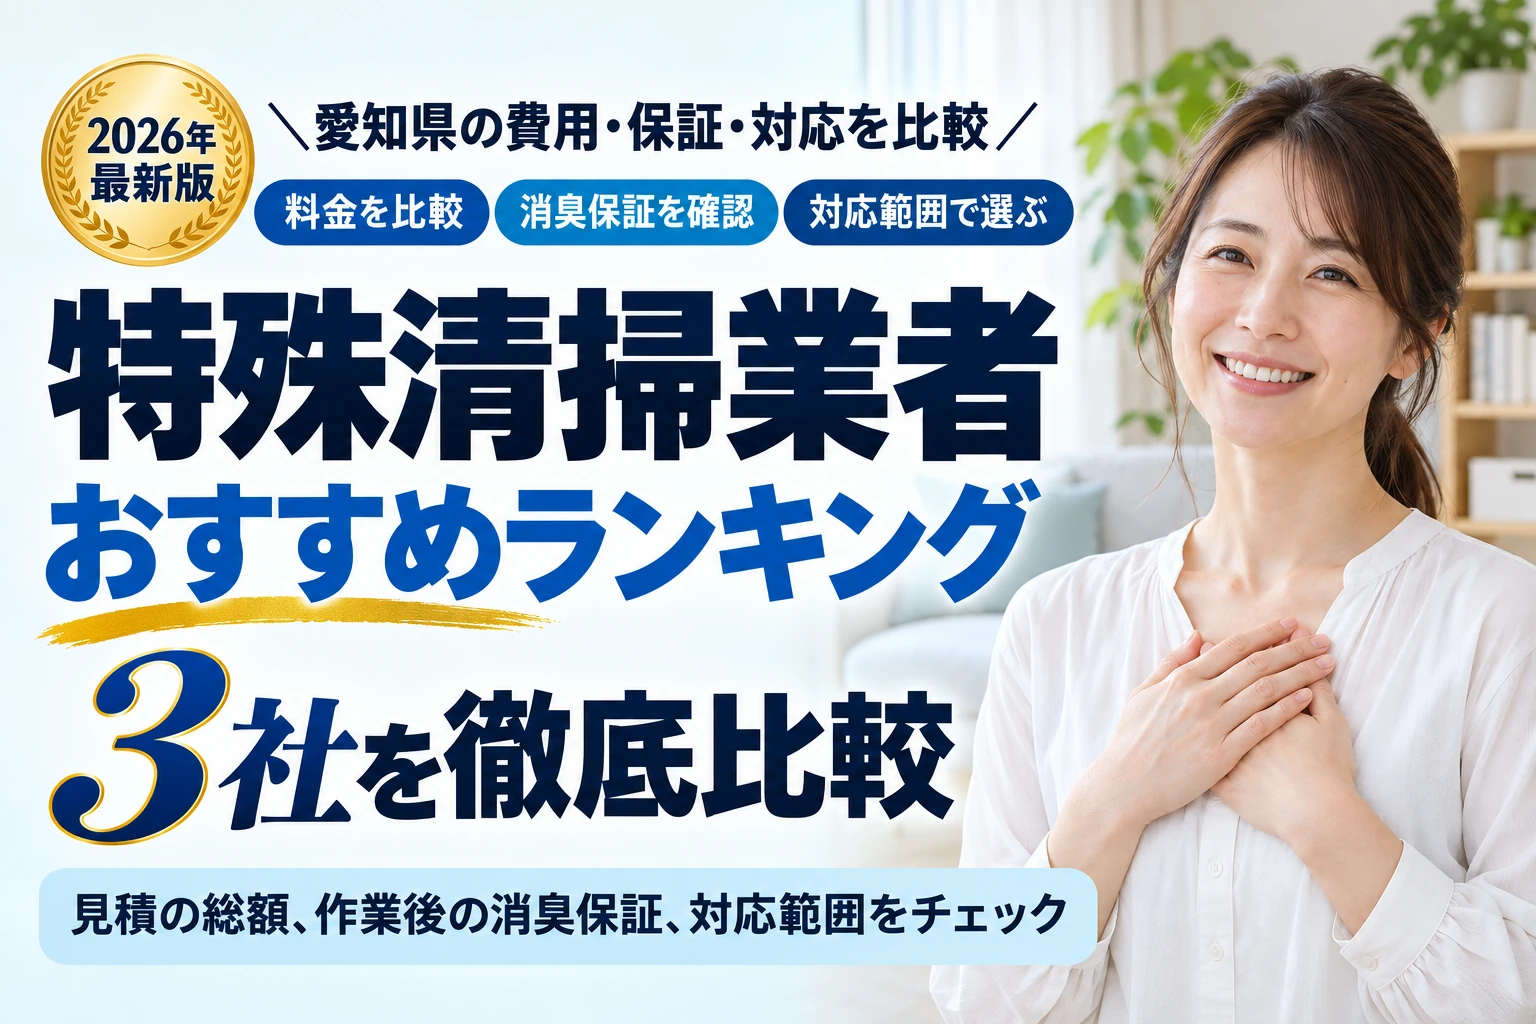 2026年
最新版
＼愛知県の費用・保証・対応を比較／
料金を比較
消臭保証を確認
対応範囲で選ぶ
特殊清掃業者
おすすめランキング
3社を徹底比較
見積の総額、作業後の消臭保証、対応範囲をチェック